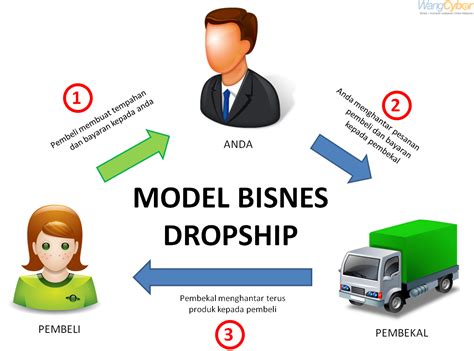 WangCyber
1
Pembeli membuat tempahan
dan bayaran kepada anda
ANDA
2
Anda menghantar pesanan
pembeli dan bayaran
kepada pembekal
MODEL BISNES
DROPSHIP
PEMBELI
Pembekal menghantar terus
produk kepada pembeli
3
PEMBEKAL